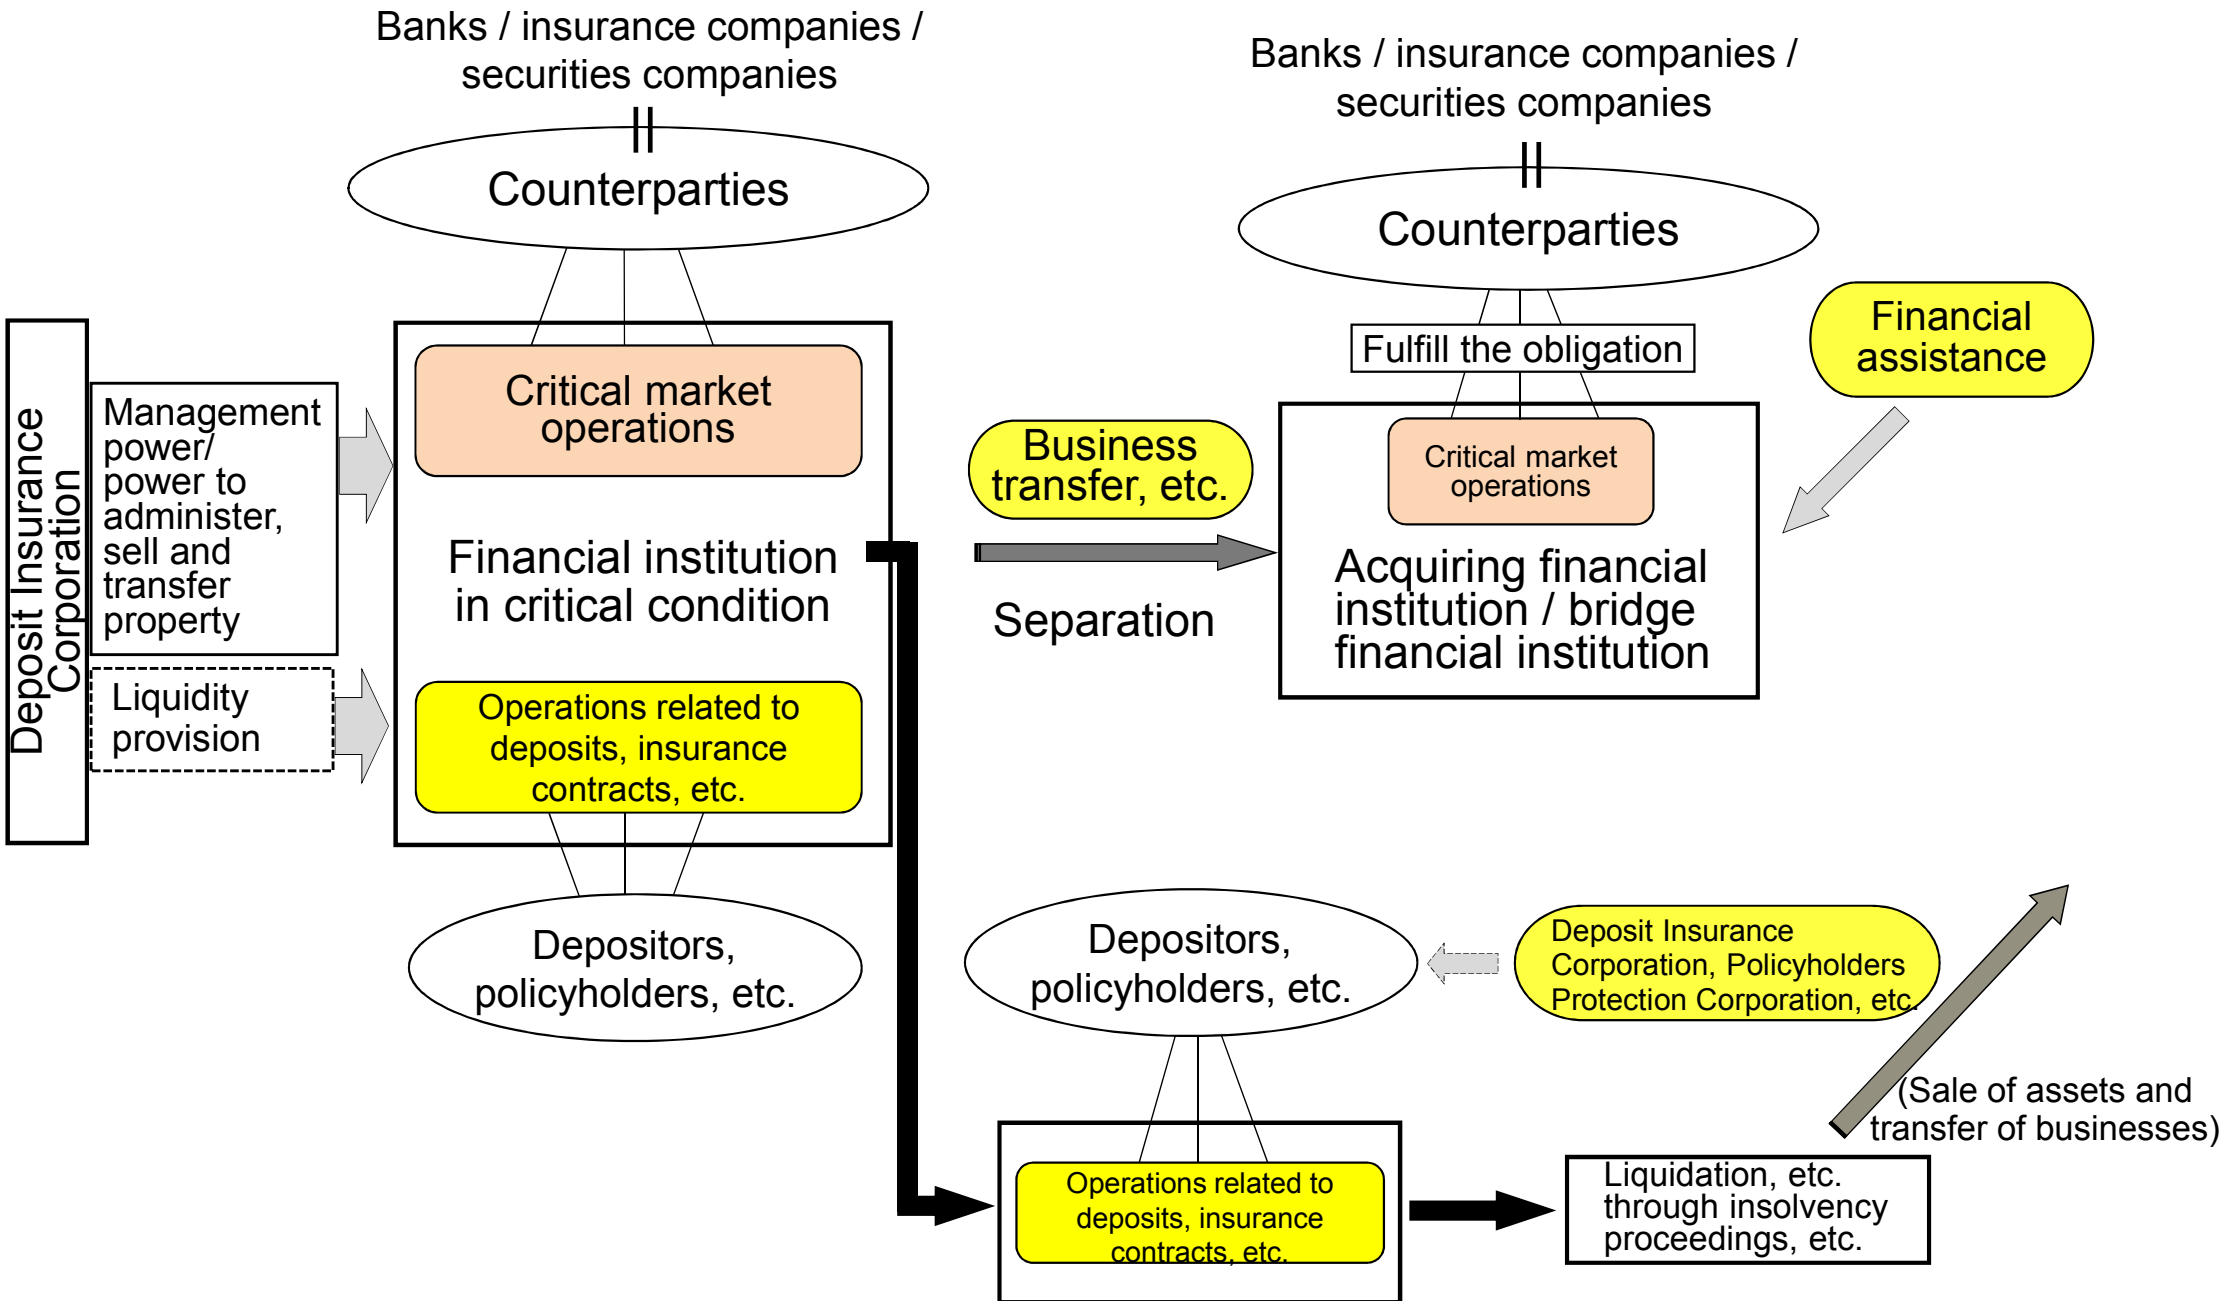 Banks / insurance companies /
securities companies
Counterparties
Banks / insurance companies /
securities companies
Counterparties
Fulfill the obligation
Financial
assistance
Deposit Insurance
Corporation
Management
power/
power to
administer,
sell and
transfer
property
Liquidity
provision
Critical market
operations
Financial institution
in critical condition
Operations related to
deposits, insurance
contracts, etc.
Business
transfer, etc.
Separation
Critical market
operations
Acquiring financial
institution / bridge
financial institution
Depositors,
policyholders, etc.
Depositors,
policyholders, etc.
Deposit Insurance
Corporation, Policyholders
Protection Corporation, etc.
(Sale of assets and
transfer of businesses)
Operations related to
deposits, insurance
contracts, etc.
Liquidation, etc.
through insolvency
proceedings, etc.